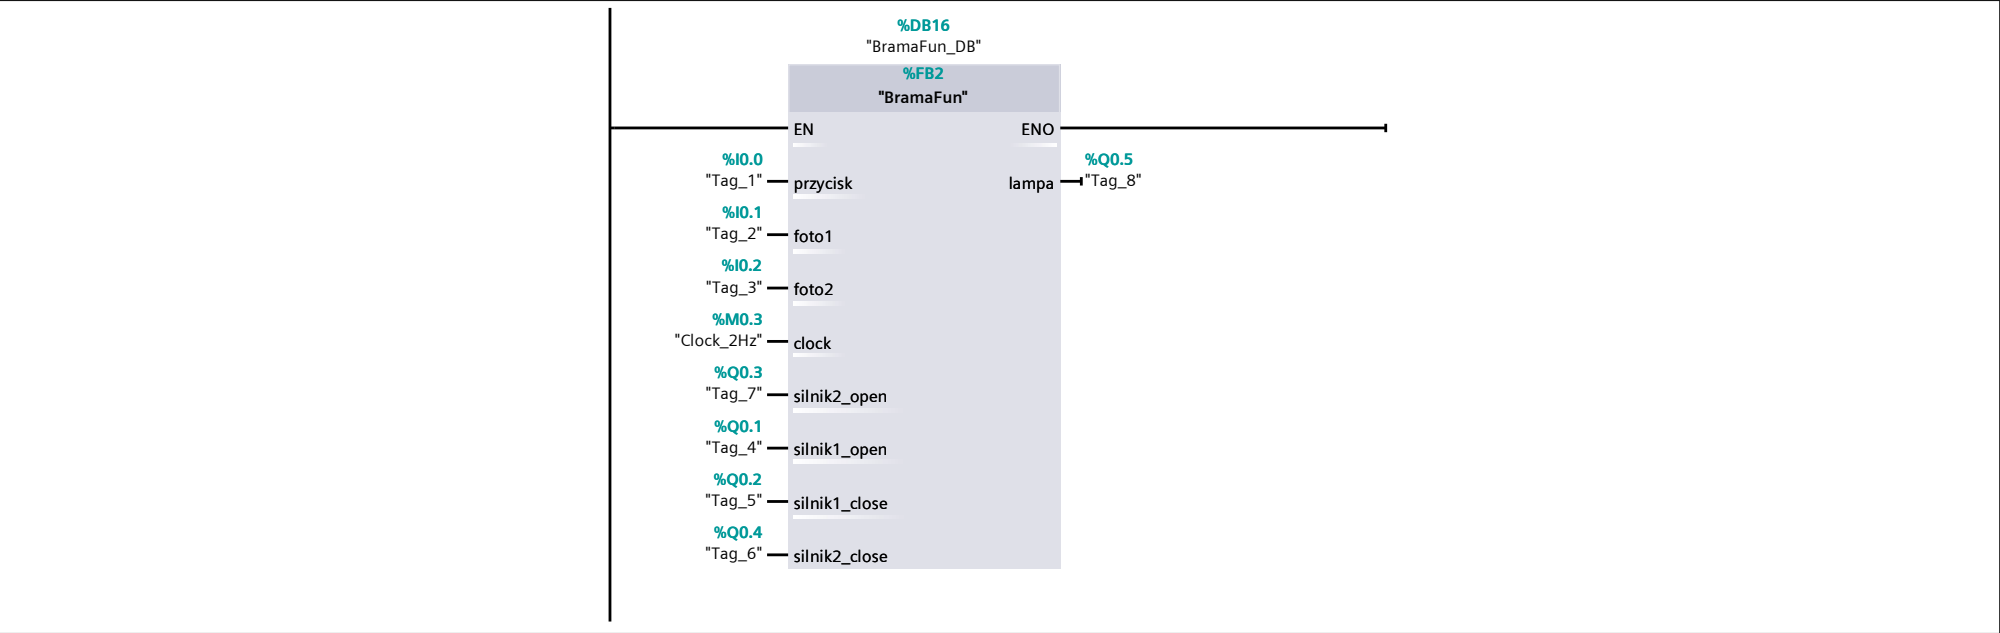 %DB16
"BramaFun_DB"
%FB2
"BramaFun"
EN
ENO
%I0.0
"Tag_1"
przycisk
lampa
%Q0.5
"Tag_8"
%I0.1
"Tag_2"
foto1
%I0.2
"Tag_3"
foto2
%M0.3
"Clock_2Hz"
clock
%Q0.3
"Tag_7"
silnik2_open
%Q0.1
"Tag_4"
silnik1_open
%Q0.2
"Tag_5"
silnik1_close
%Q0.4
"Tag_6"
silnik2_close